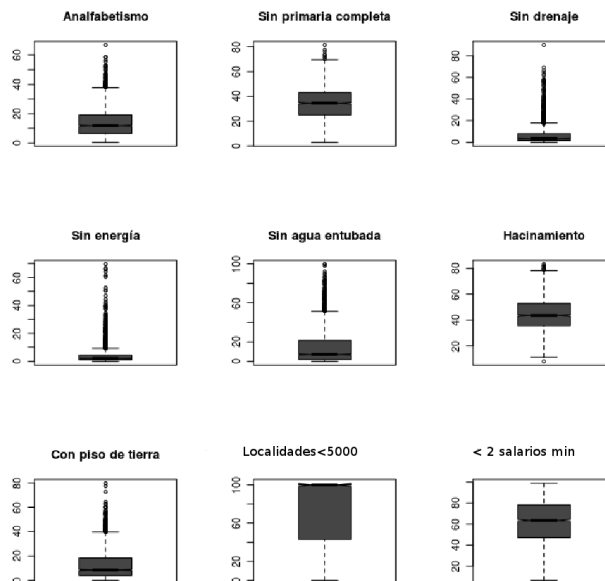 Analfabetismo
Sin primaria completa
Sin drenaje
0 20 40 60
0 20 40 60 80
0 20 40 60 80
Sin energía
Sin agua entubada
Hacinamiento
0 20 40 60
0 20 60 100
20 40 60 80
Con piso de tierra
Localidades<5000
< 2 salarios min
0 20 40 60 80
0 20 60 100
20 40 60 80